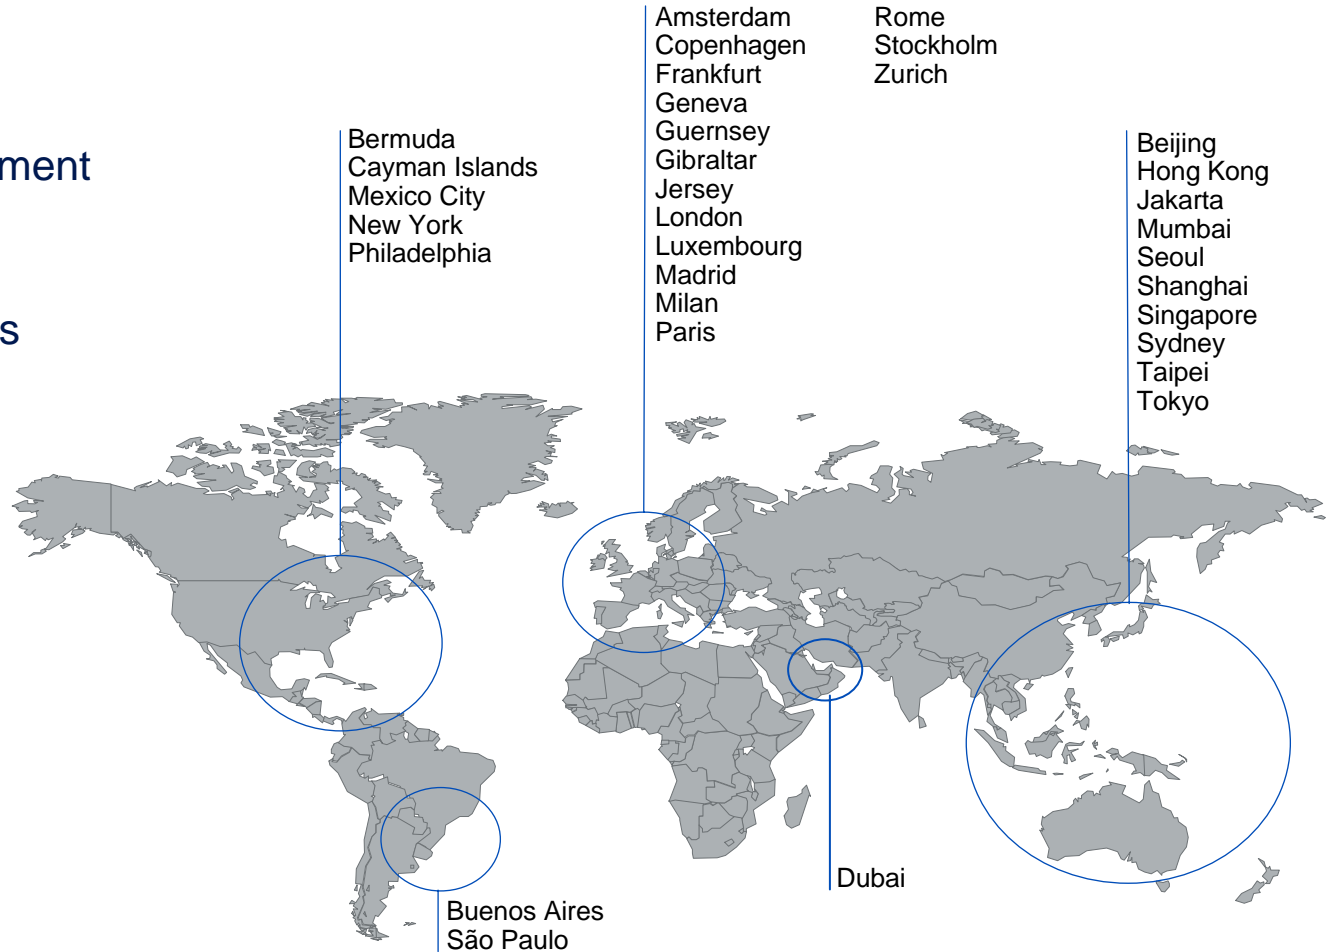 Amsterdam
Copenhagen
Frankfurt
Geneva
Guernsey
Gibraltar
Jersey
London
Luxembourg
Madrid
Milan
Paris
Rome
Stockholm
Zurich
ment
s
Bermuda
Cayman Islands
Mexico City
New York
Philadelphia
Beijing
Hong Kong
Jakarta
Mumbai
Seoul
Shanghai
Singapore
Sydney
Taipei
Tokyo
Dubai
Buenos Aires
São Paulo